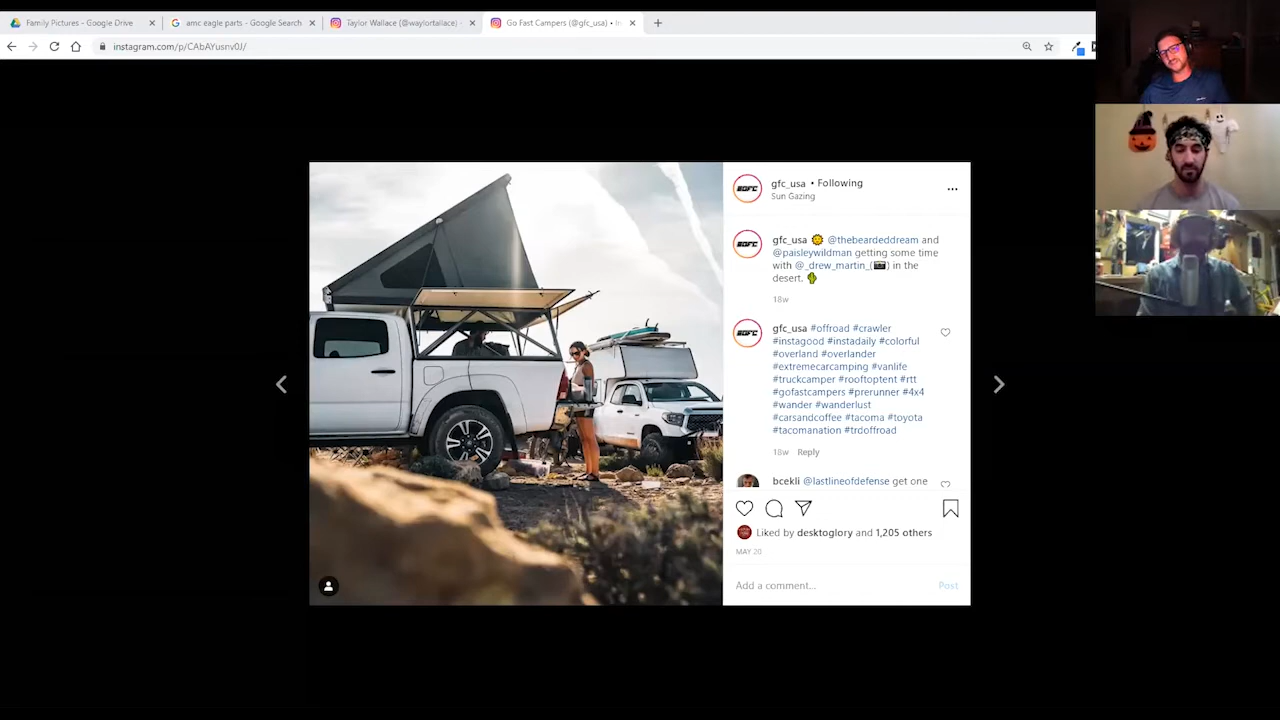 Family Pictures - Google Drive
amc eagle parts - Google Search
Taylor Wallace (@waylortallace) •
Go Fast Campers (@gfc_usa) • In
instagram.com/p/CAbAYusnv0J/
gfc_usa • Following
Sun Gazing
gfc_usa 🌞 @thebeardeddream and
@paisleywildman getting some time
with @_drew_martin_(📷) in the
desert. 🌵
18w
gfc_usa #offroad #crawler
#instagood #instadaily #colorful
#overland #overlander
#extremecarcamping #vanlife
#truckcamper #rooftoptent #rtt
#gofastcampers #prerunner #4x4
#wander #wanderlust
#carsandcoffee #tacoma #toyota
#tacomanation #trdoffroad
18w Reply
bcekli @lastlineofdefense get one
Liked by desktoglory and 1,205 others
MAY 20
Add a comment...
Post